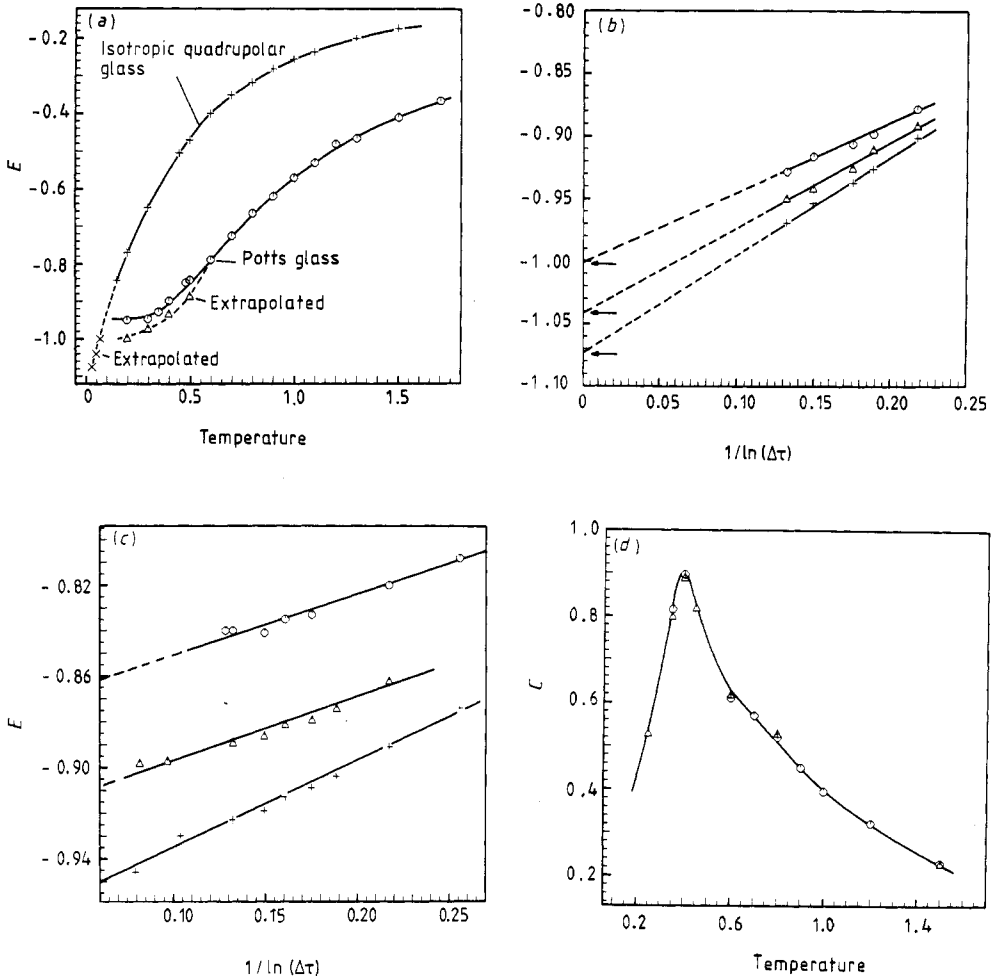 (a)
-0.2
-0.4
-0.6
-0.8
-1.0
E
Isotropic quadrupolar
glass
Potts glass
Extrapolated
Extrapolated
0
0.5
1.0
1.5
Temperature
(b)
-0.80
-0.85
-0.90
-0.95
-1.00
-1.05
-1.10
0
0.05
0.10
0.15
0.20
0.25
1/ln(Δτ)
(c)
-0.82
-0.86
-0.90
-0.94
E
0.10
0.15
0.20
0.25
1/ln(Δτ)
(d)
1.0
0.8
0.6
0.4
0.2
C
0.2
0.6
1.0
1.4
Temperature